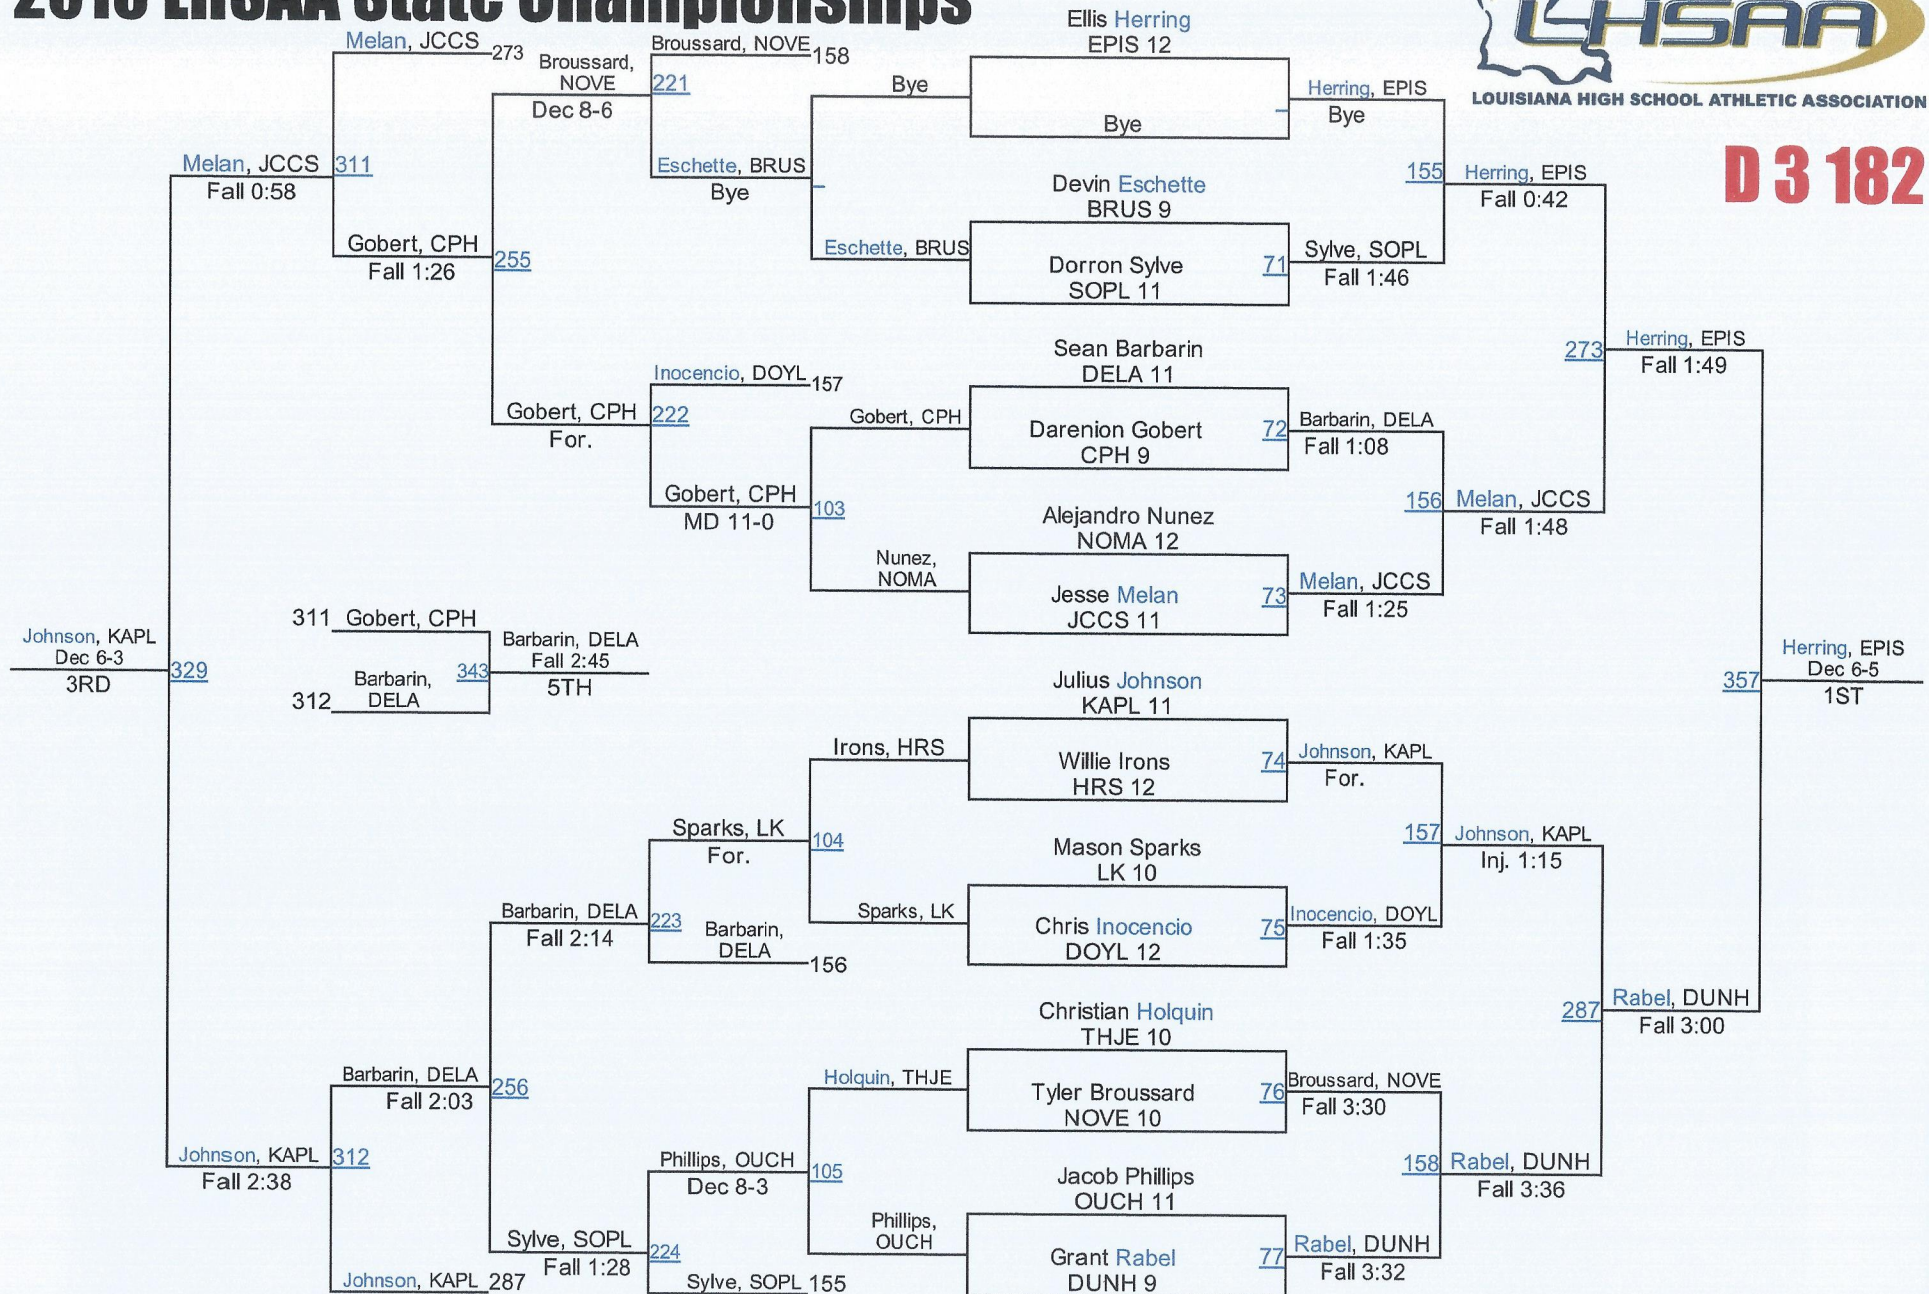 2016 LHSAA State Championships
LHSAA
LOUISIANA HIGH SCHOOL ATHLETIC ASSOCIATION
D 3 182
Melan, JCCS
273
Melan, JCCS
311
Fall 0:58
Gobert, CPH
Fall 1:26
255
Broussard,
NOVE
Dec 8-6
Broussard, NOVE
158
221
Eschette, BRUS
Bye
Bye
Eschette, BRUS
Gobert, CPH
For.
Inocencio, DOYL
157
222
Gobert, CPH
MD 11-0
103
Gobert, CPH
Nunez,
NOMA
Johnson, KAPL
Dec 6-3
3RD
329
311 Gobert, CPH
312
Barbarin,
DELA
343
Barbarin, DELA
Fall 2:45
5TH
Johnson, KAPL
Fall 2:38
312
Barbarin, DELA
Fall 2:03
256
Johnson, KAPL 287
Barbarin, DELA
Fall 2:14
223
Sparks, LK
For.
104
Barbarin,
DELA
156
Irons, HRS
Sparks, LK
Sylve, SOPL
Fall 1:28
224
Phillips, OUCH
Dec 8-3
105
Sylve, SOPL 155
Holquin, THJE
Phillips,
OUCH
Ellis Herring
EPIS 12
Bye
Devin Eschette
BRUS 9
Dorron Sylve
SOPL 11
71
Sean Barbarin
DELA 11
Darenion Gobert
CPH 9
72
Alejandro Nunez
NOMA 12
Jesse Melan
JCCS 11
73
Julius Johnson
KAPL 11
Willie Irons
HRS 12
74
Mason Sparks
LK 10
Chris Inocencio
DOYL 12
75
Christian Holquin
THJE 10
Tyler Broussard
NOVE 10
76
Jacob Phillips
OUCH 11
Grant Rabel
DUNH 9
77
Herring, EPIS
Bye
Sylve, SOPL
Fall 1:46
Barbarin, DELA
Fall 1:08
Melan, JCCS
Fall 1:25
Johnson, KAPL
For.
Inocencio, DOYL
Fall 1:35
Broussard, NOVE
Fall 3:30
Rabel, DUNH
Fall 3:32
155
Herring, EPIS
Fall 0:42
156
Melan, JCCS
Fall 1:48
157
Johnson, KAPL
Inj. 1:15
158
Rabel, DUNH
Fall 3:36
273
Herring, EPIS
Fall 1:49
287
Rabel, DUNH
Fall 3:00
357
Herring, EPIS
Dec 6-5
1ST